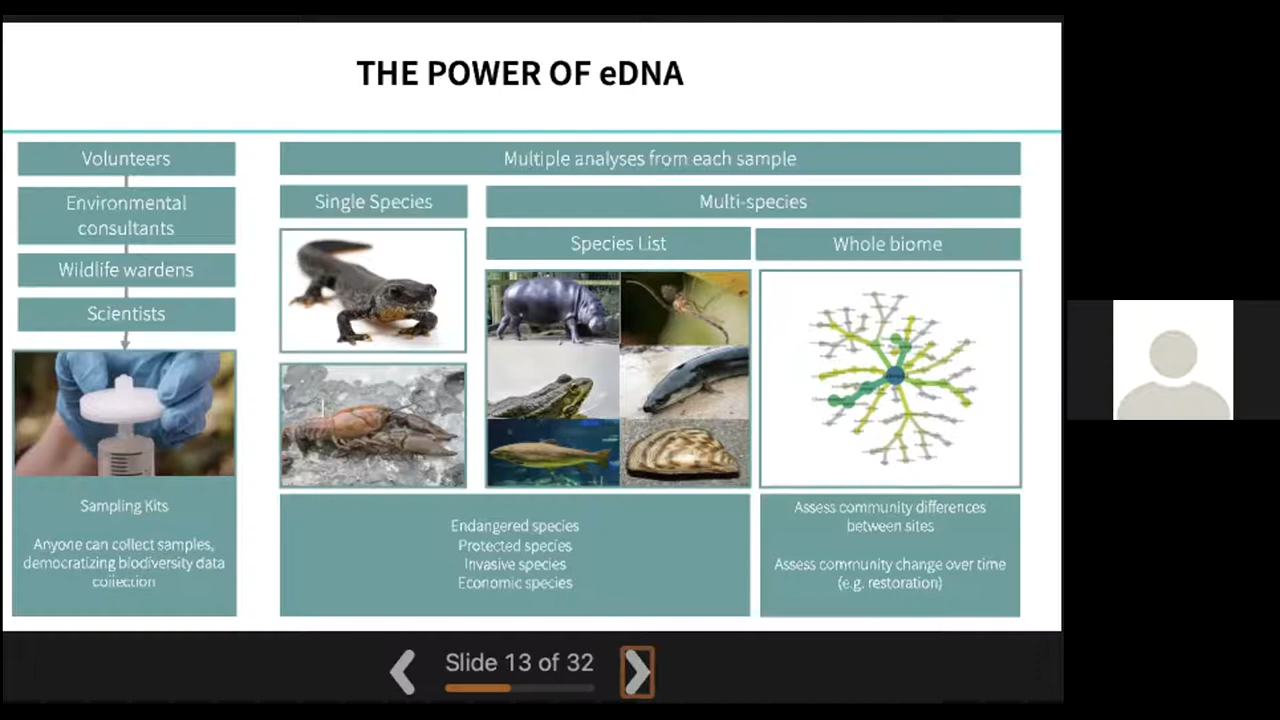 THE POWER OF eDNA
Volunteers
Environmental
consultants
Wildlife wardens
Scientists
Sampling Kits
Anyone can collect samples,
democratizing biodiversity data
collection
Multiple analyses from each sample
Single Species
Multi-species
Species List
Whole biome
Endangered species
Protected species
Invasive species
Economic species
Assess community differences
between sites
Assess community change over time
(e.g. restoration)
Slide 13 of 32